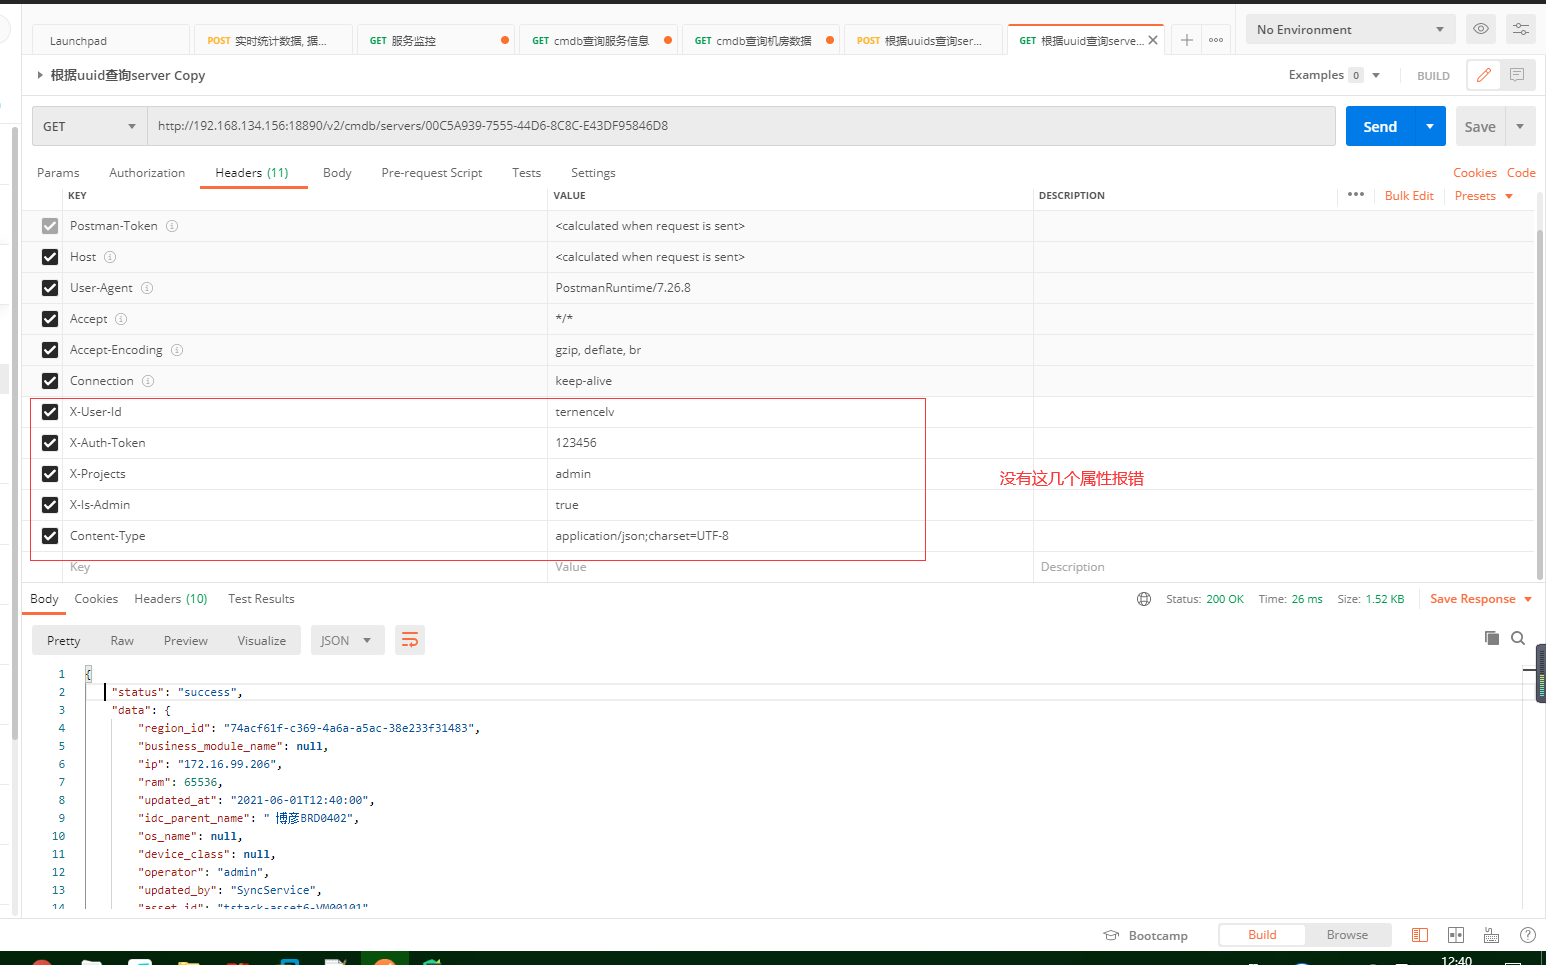 Launchpad
POST 实时统计数据, 据...
GET 服务监控
GET cmdb查询服务信息
GET cmdb查询机房数据
POST 根据uuids查询ser...
GET 根据uuid查询serve...
No Environment
根据uuid查询server Copy
Examples 0
BUILD
GET
http://192.168.134.156:18890/v2/cmdb/servers/00C5A939-7555-44D6-8C8C-E43DF95846D8
Send
Save
Params Authorization Headers (11) Body Pre-request Script Tests Settings
Cookies Code
KEY VALUE DESCRIPTION
Bulk Edit Presets
Postman-Token <calculated when request is sent>
Host <calculated when request is sent>
User-Agent PostmanRuntime/7.26.8
Accept */*
Accept-Encoding gzip, deflate, br
Connection keep-alive
X-User-Id ternencelv
X-Auth-Token 123456
X-Projects admin
没有这几个属性报错
X-Is-Admin true
Content-Type application/json;charset=UTF-8
Key Value Description
Body Cookies Headers (10) Test Results
Status: 200 OK Time: 26 ms Size: 1.52 KB Save Response
Pretty Raw Preview Visualize JSON
1 {
2 "status": "success",
3 "data": {
4 "region_id": "74acf61f-c369-4a6a-a5ac-38e233f31483",
5 "business_module_name": null,
6 "ip": "172.16.99.206",
7 "ram": 65536,
8 "updated_at": "2021-06-01T12:40:00",
9 "idc_parent_name": " 博彦BRD0402",
10 "os_name": null,
11 "device_class": null,
12 "operator": "admin",
13 "updated_by": "SyncService",
14 "asset_id": "tstack-asset6-VM00101"
Bootcamp Build Browse
12:40